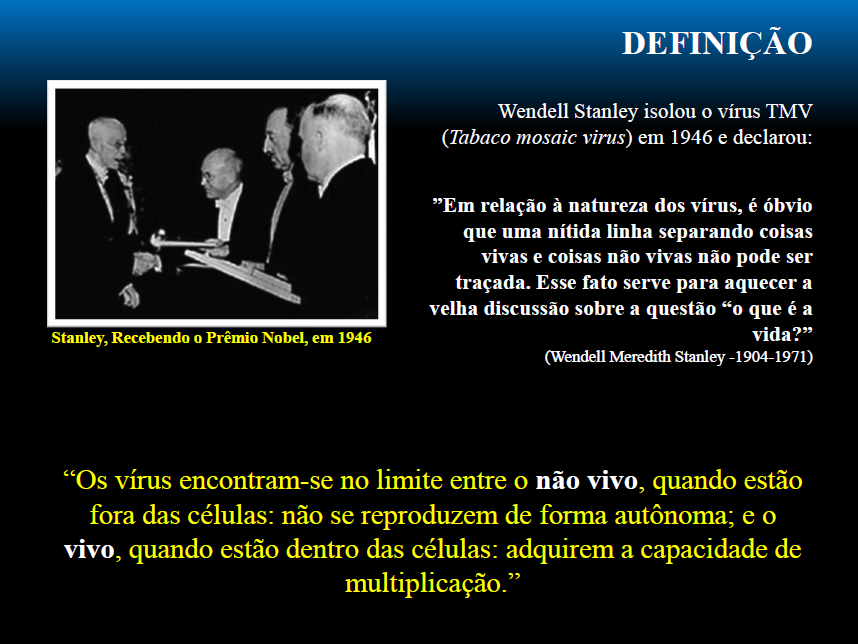 DEFINIÇÃO
Wendell Stanley isolou o vírus TMV
(Tabaco mosaic virus) em 1946 e declarou:
”Em relação à natureza dos vírus, é óbvio
que uma nítida linha separando coisas
vivas e coisas não vivas não pode ser
traçada. Esse fato serve para aquecer a
velha discussão sobre a questão “o que é a
vida?”
(Wendell Meredith Stanley -1904-1971)
Stanley, Recebendo o Prêmio Nobel, em 1946
“Os vírus encontram-se no limite entre o não vivo, quando estão
fora das células: não se reproduzem de forma autônoma; e o
vivo, quando estão dentro das células: adquirem a capacidade de
multiplicação.”